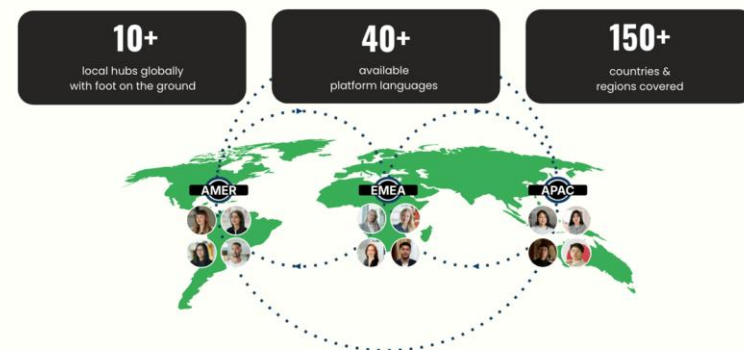 10+
local hubs globally
with foot on the ground
40+
available
platform languages
150+
countries &
regions covered
AMER
EMEA
APAC